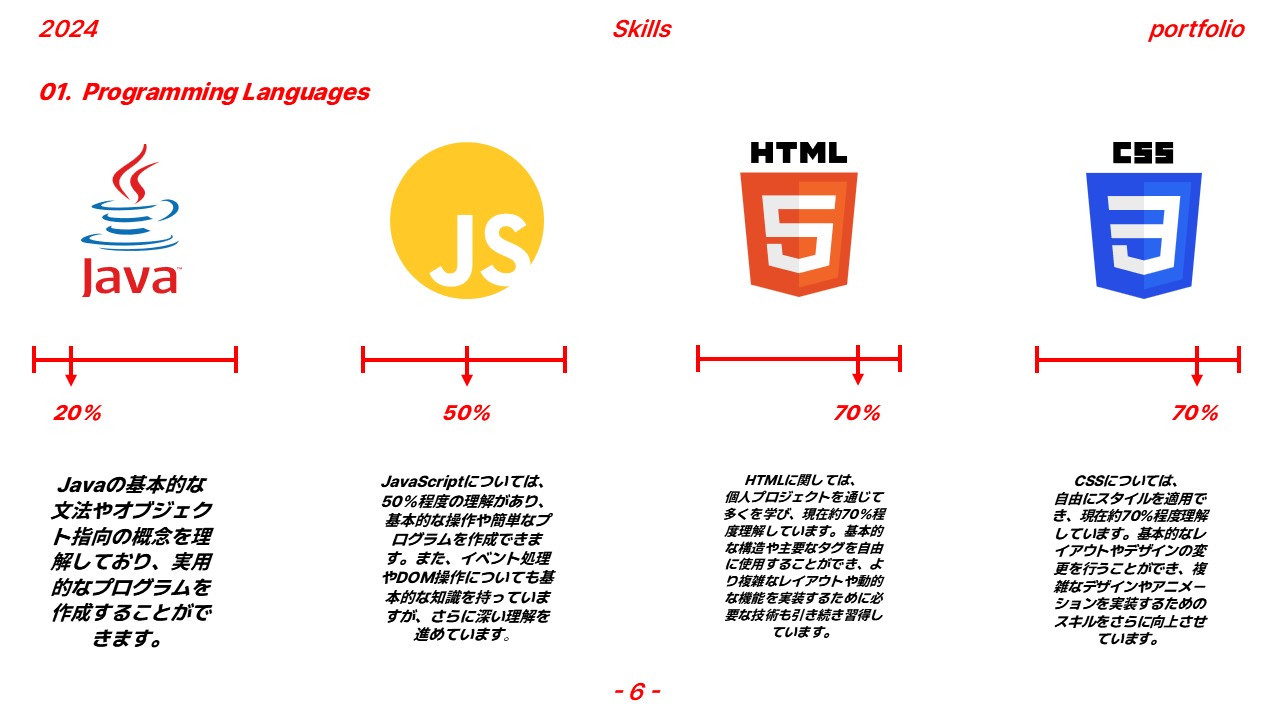 2024
Skills
portfolio
01. Programming Languages
Java™
JS
HTML
5
CSS
3
20%
50%
70%
70%
Javaの基本的な
文法やオブジェク
ト指向の概念を理
解しており、実用
的なプログラムを
作成することがで
きます。
JavaScriptについては、
50%程度の理解があり、
基本的な操作や簡単なプ
ログラムを作成できま
す。また、イベント処理
やDOM操作についても基
本的な知識を持っていま
すが、さらに深い理解を
進めています。
HTMLに関しては、
個人プロジェクトを通じて
多くを学び、現在約70%程
度理解しています。基本的
な構造や主要なタグを自由
に使用することができ、よ
り複雑なレイアウトや動的
な機能を実装するために必
要な技術も引き続き習得し
ています。
CSSについては、
自由にスタイルを適用で
き、現在約70%程度理解
しています。基本的なレ
イアウトやデザインの変
更を行うことができ、複
雑なデザインやアニメー
ションを実装するための
スキルをさらに向上させ
ています。
- 6 -